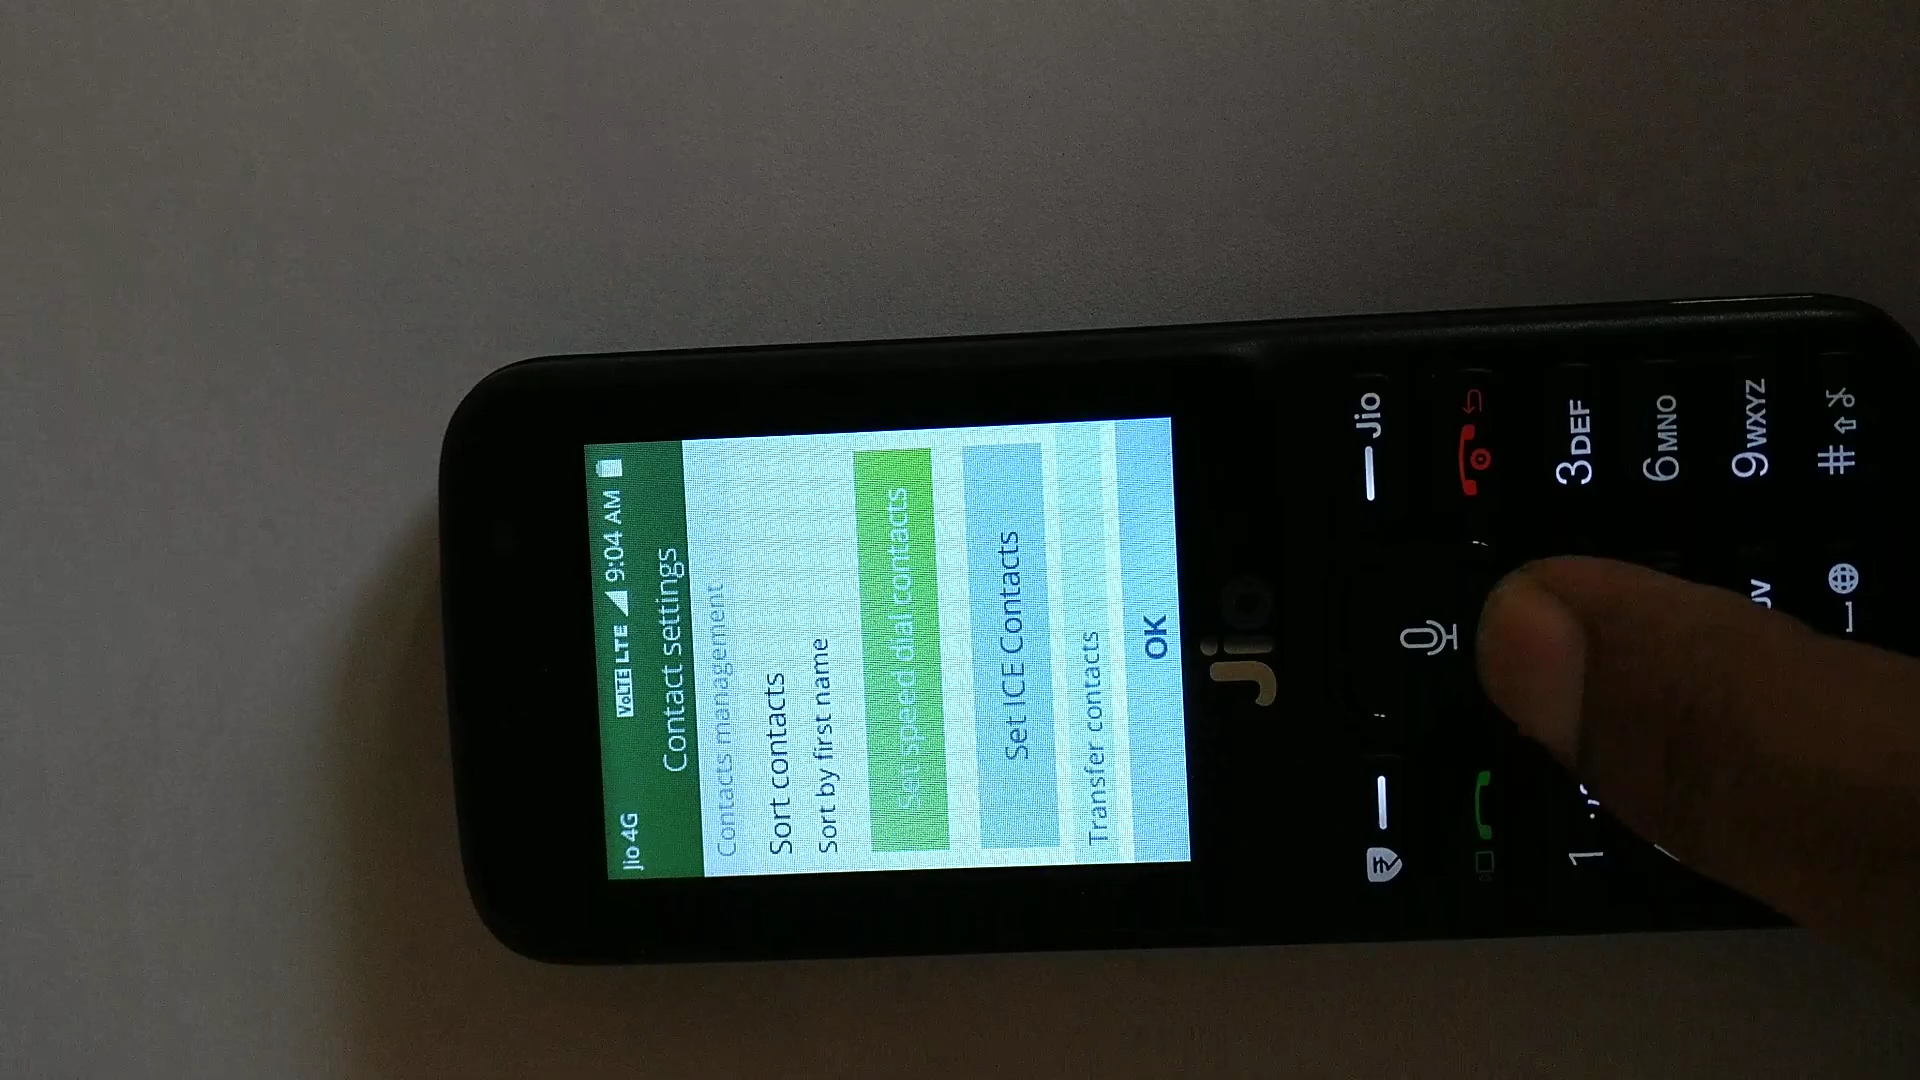 Jio 4G VoLTE LTE 9:04 AM
Contact settings
Contacts management
Sort contacts
Sort by first name
Set speed dial contacts
Set ICE Contacts
Transfer contacts
OK
Jio
Jio
1
3DEF
6MNO
9WXYZ
#